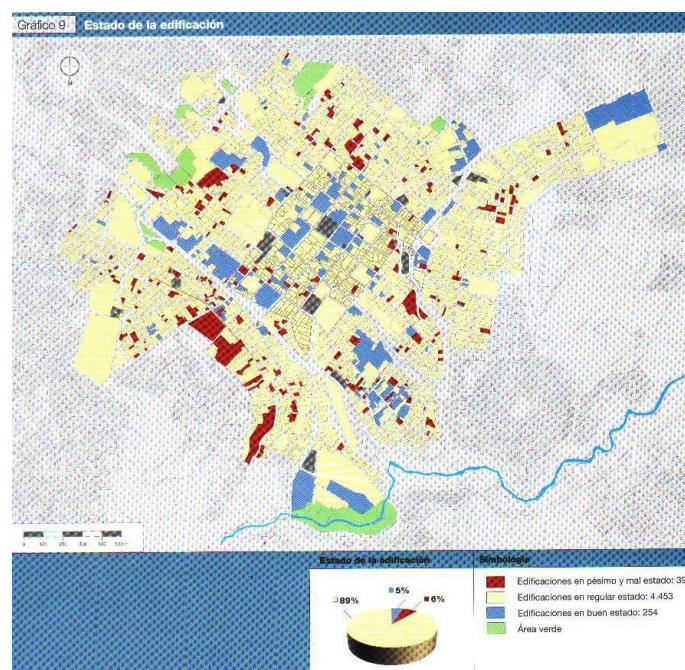 Gráfico 9 Estado de la edificación
N
Estado de la edificación
89%
5%
6%
Simbología
Edificaciones en pésimo y mal estado: 39
Edificaciones en regular estado: 4.453
Edificaciones en buen estado: 254
Área verde